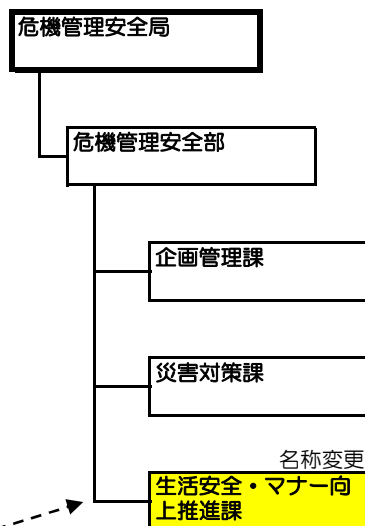 危機管理安全局
危機管理安全部
企画管理課
災害対策課
名称変更
生活安全・マナー向
上推進課